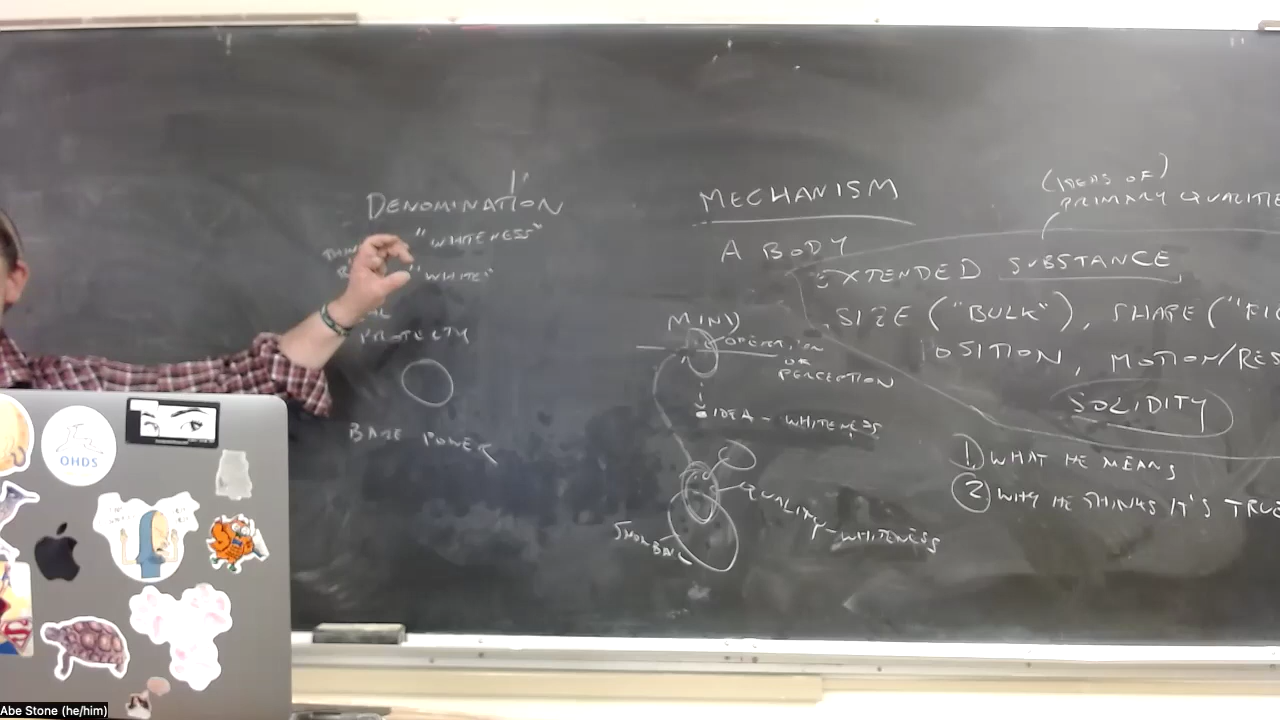 DENOMINATION
"WHITENESS"
"WHITE"
PROPERTY
BARE POWER
MECHANISM
A BODY
(IDEAS OF)
PRIMARY QUALITIE
EXTENDED SUBSTANCE
SIZE ("BULK"), SHAPE ("FI
POSITION, MOTION/RES
SOLIDITY
MIND
OPERATION
OR
PERCEPTION
IDEA - WHITENESS
QUALITY - WHITENESS
SNOWBALL
1) WHAT HE MEANS
2) WHY HE THINKS IT'S TRUE
OHDS
Abe Stone (he/him)